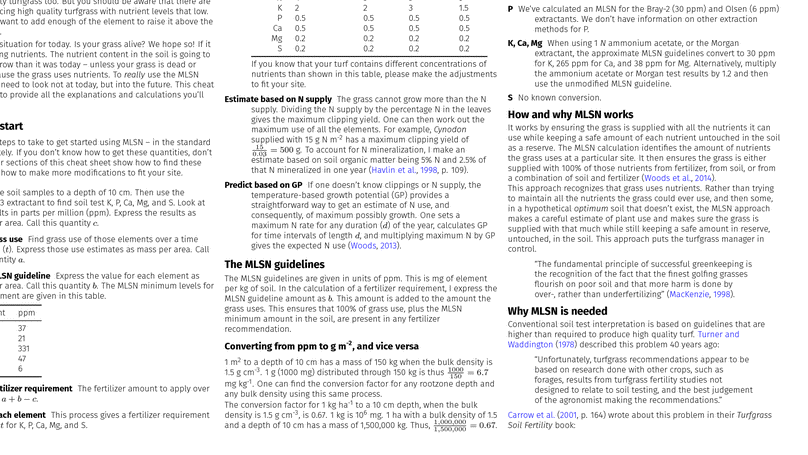 ity turfgrass too. But you should be aware that there are
cing high quality turfgrass with nutrient levels that low.
want to add enough of the element to raise it above the
situation for today. Is your grass alive? We hope so! If it
ng nutrients. The nutrient content in the soil is going to
row than it was today – unless your grass is dead or
use the grass uses nutrients. To really use the MLSN
need to look not at today, but into the future. This cheat
to provide all the explanations and calculations you'll
start
teps to take to get started using MLSN – in the standard
tely. If you don't know how to get these quantities, don't
r sections of this cheat sheet show how to find these
how to make more modifications to fit your site.
e soil samples to a depth of 10 cm. Then use the
3 extractant to find soil test values for P, K, Ca, Mg, and S. Look at
lts in parts per million (ppm). Express the results as
r area. Call this quantity c.
ss use Find grass use of those elements over a time
(t). Express those use estimates as mass per area. Call
ntity a.
LSN guideline Express the value for each element as
r area. Call this quantity b. The MLSN minimum levels for
ment are given in this table.
nt ppm
37
21
331
47
6
tilizer requirement The fertilizer amount to apply over
a + b − c.
ach element This process gives a fertilizer requirement
t for K, P, Ca, Mg, and S.
K 2 2 3 1.5
P 0.5 0.5 0.5 0.5
Ca 0.5 0.5 0.5 0.5
Mg 0.2 0.2 0.2 0.2
S 0.2 0.2 0.2 0.2
If you know that your turf contains different concentrations of
nutrients than shown in this table, please make the adjustments
to fit your site.
Estimate based on N supply The grass cannot grow more than the N
supply. Dividing the N supply by the percentage N in the leaves
gives the maximum clipping yield. One can then work out the
maximum use of all the elements. For example, Cynodon
supplied with 15 g N m⁻² has a maximum clipping yield of
15/0.03 = 500 g. To account for N mineralization, I make an
estimate based on soil organic matter being 5% N and 2.5% of
that N mineralized in one year (Havlin et al., 1998, p. 109).
Predict based on GP If one doesn't know clippings or N supply, the
temperature-based growth potential (GP) provides a
straightforward way to get an estimate of N use, and
consequently, of maximum possibly growth. One sets a
maximum N rate for any duration (d) of the year, calculates GP
for time intervals of length d, and multiplying maximum N by GP
gives the expected N use (Woods, 2013).
The MLSN guidelines
The MLSN guidelines are given in units of ppm. This is mg of element
per kg of soil. In the calculation of a fertilizer requirement, I express the
MLSN guideline amount as b. This amount is added to the amount the
grass uses. This ensures that 100% of grass use, plus the MLSN
minimum amount in the soil, are present in any fertilizer
recommendation.
Converting from ppm to g m⁻², and vice versa
1 m² to a depth of 10 cm has a mass of 150 kg when the bulk density is
1.5 g cm⁻³. 1 g (1000 mg) distributed through 150 kg is thus 1000/150 = 6.7
mg kg⁻¹. One can find the conversion factor for any rootzone depth and
any bulk density using this same process.
The conversion factor for 1 kg ha⁻¹ to a 10 cm depth, when the bulk
density is 1.5 g cm⁻³, is 0.67. 1 kg is 10⁶ mg. 1 ha with a bulk density of 1.5
and a depth of 10 cm has a mass of 1,500,000 kg. Thus, 1,000,000/1,500,000 = 0.67.
P We've calculated an MLSN for the Bray-2 (30 ppm) and Olsen (6 ppm)
extractants. We don't have information on other extraction
methods for P.
K, Ca, Mg When using 1 N ammonium acetate, or the Morgan
extractant, the approximate MLSN guidelines convert to 30 ppm
for K, 265 ppm for Ca, and 38 ppm for Mg. Alternatively, multiply
the ammonium acetate or Morgan test results by 1.2 and then
use the unmodified MLSN guideline.
S No known conversion.
How and why MLSN works
It works by ensuring the grass is supplied with all the nutrients it can
use while keeping a safe amount of each nutrient untouched in the soil
as a reserve. The MLSN calculation identifies the amount of nutrients
the grass uses at a particular site. It then ensures the grass is either
supplied with 100% of those nutrients from fertilizer, from soil, or from
a combination of soil and fertilizer (Woods et al., 2014).
This approach recognizes that grass uses nutrients. Rather than trying
to maintain all the nutrients the grass could ever use, and then some,
in a hypothetical optimum soil that doesn't exist, the MLSN approach
makes a careful estimate of plant use and makes sure the grass is
supplied with that much while still keeping a safe amount in reserve,
untouched, in the soil. This approach puts the turfgrass manager in
control.
"The fundamental principle of successful greenkeeping is
the recognition of the fact that the finest golfing grasses
flourish on poor soil and that more harm is done by
over-, rather than underfertilizing" (MacKenzie, 1998).
Why MLSN is needed
Conventional soil test interpretation is based on guidelines that are
higher than required to produce high quality turf. Turner and
Waddington (1978) described this problem 40 years ago:
"Unfortunately, turfgrass recommendations appear to be
based on research done with other crops, such as
forages, results from turfgrass fertility studies not
designed to relate to soil testing, and the best judgement
of the agronomist making the recommendations."
Carrow et al. (2001, p. 164) wrote about this problem in their Turfgrass
Soil Fertility book: